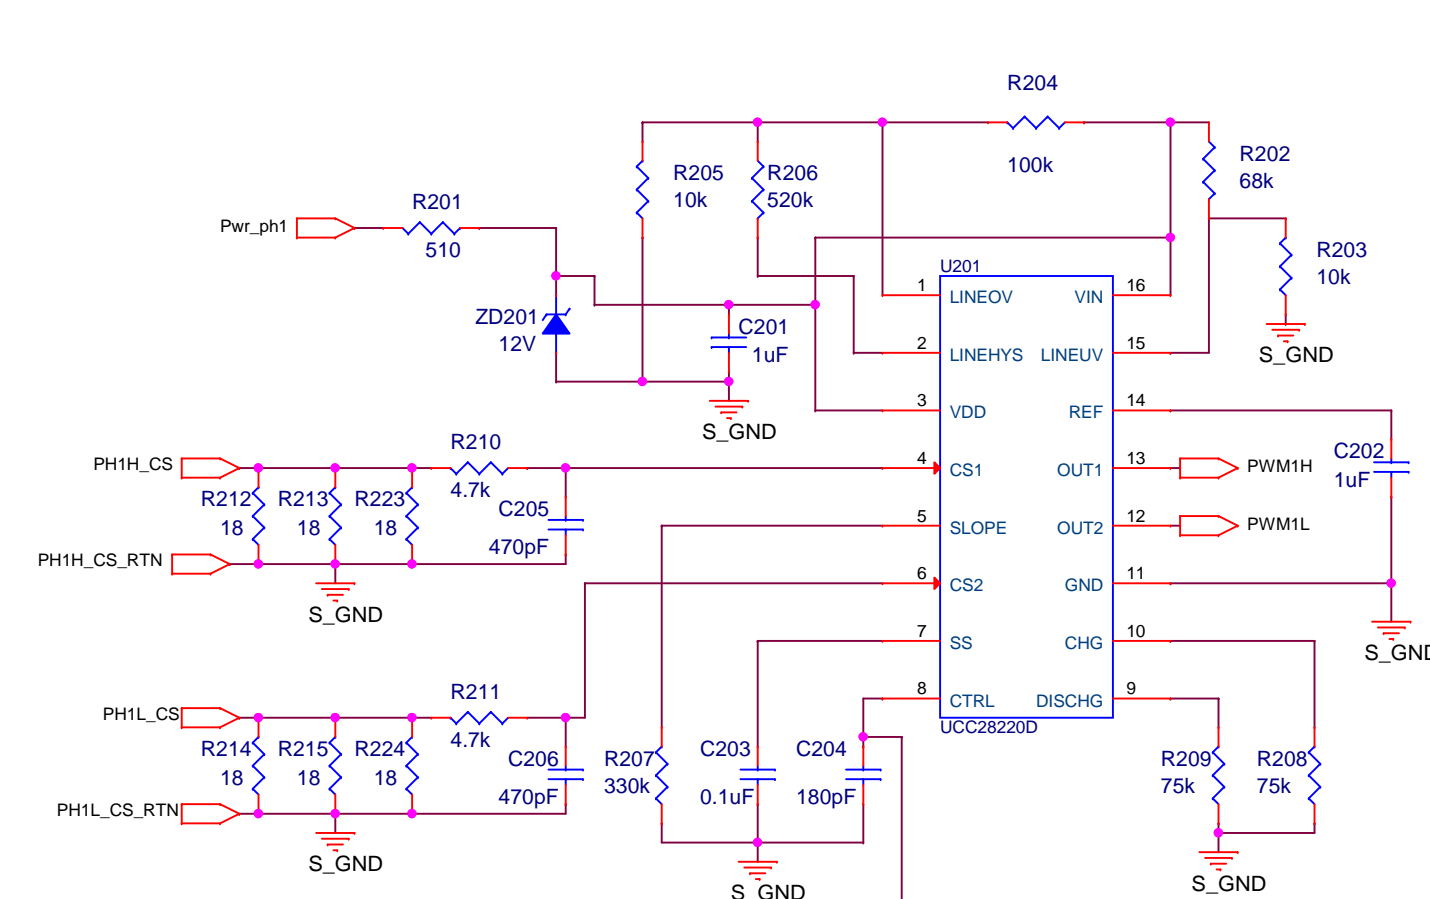 R204
100k
R202
68k
R205
10k
R206
520k
R201
Pwr_ph1
510
R203
10k
S_GND
U201
1
LINEOV
VIN
16
ZD201
12V
C201
1uF
2
LINEHYS
LINEUV
15
3
VDD
REF
14
S_GND
PH1H_CS
R210
4.7k
4
CS1
OUT1
13
PWM1H
C202
1uF
R212
18
R213
18
R223
18
C205
470pF
5
SLOPE
OUT2
12
PWM1L
PH1H_CS_RTN
S_GND
6
CS2
GND
11
7
SS
CHG
10
S_GND
PH1L_CS
R211
4.7k
8
CTRL
DISCHG
9
UCC28220D
R214
18
R215
18
R224
18
C206
470pF
R207
330k
C203
0.1uF
C204
180pF
R209
75k
R208
75k
PH1L_CS_RTN
S_GND
S_GND
S_GND